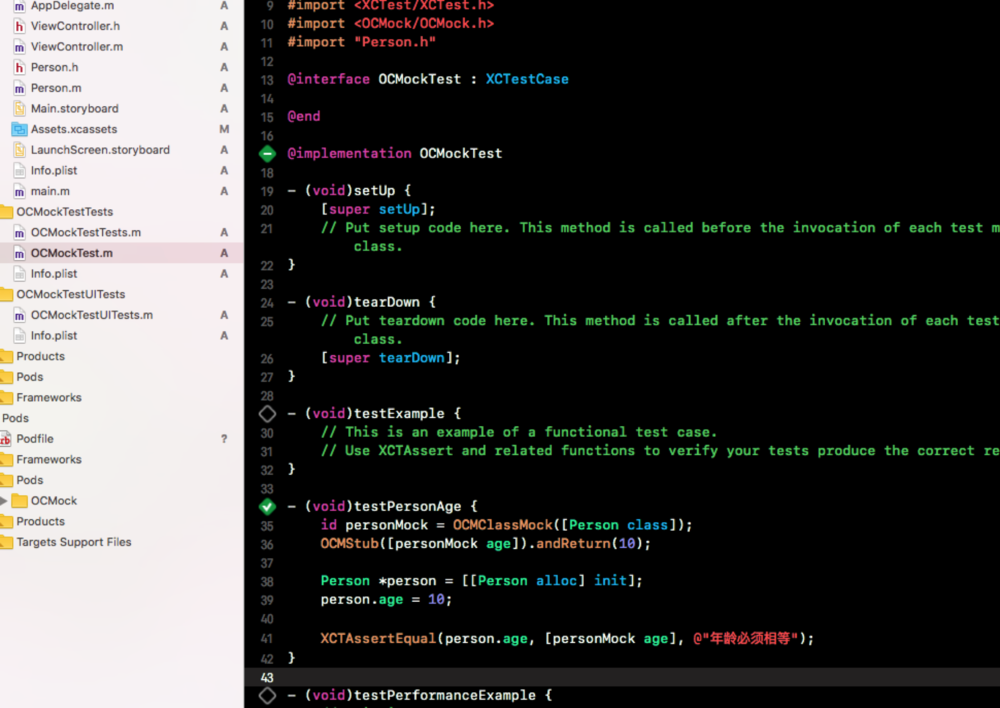 AppDelegate.m A
ViewController.h A
ViewController.m A
Person.h A
Person.m A
Main.storyboard A
Assets.xcassets M
LaunchScreen.storyboard A
Info.plist A
main.m A
OCMockTestTests
OCMockTestTests.m A
OCMockTest.m A
Info.plist A
OCMockTestUITests
OCMockTestUITests.m A
Info.plist A
Products
Pods
Frameworks
Pods
Podfile ?
Frameworks
Pods
OCMock
Products
Targets Support Files
9 #import <XCTest/XCTest.h>
10 #import <OCMock/OCMock.h>
11 #import "Person.h"
12
13 @interface OCMockTest : XCTestCase
14
15 @end
16
@implementation OCMockTest
18
19 - (void)setUp {
20 [super setUp];
21 // Put setup code here. This method is called before the invocation of each test m
class.
22 }
23
24 - (void)tearDown {
25 // Put teardown code here. This method is called after the invocation of each test
class.
26 [super tearDown];
27 }
28
- (void)testExample {
30 // This is an example of a functional test case.
31 // Use XCTAssert and related functions to verify your tests produce the correct re
32 }
33
- (void)testPersonAge {
35 id personMock = OCMClassMock([Person class]);
36 OCMStub([personMock age]).andReturn(10);
37
38 Person *person = [[Person alloc] init];
39 person.age = 10;
40
41 XCTAssertEqual(person.age, [personMock age], @"年龄必须相等");
42 }
43
- (void)testPerformanceExample {